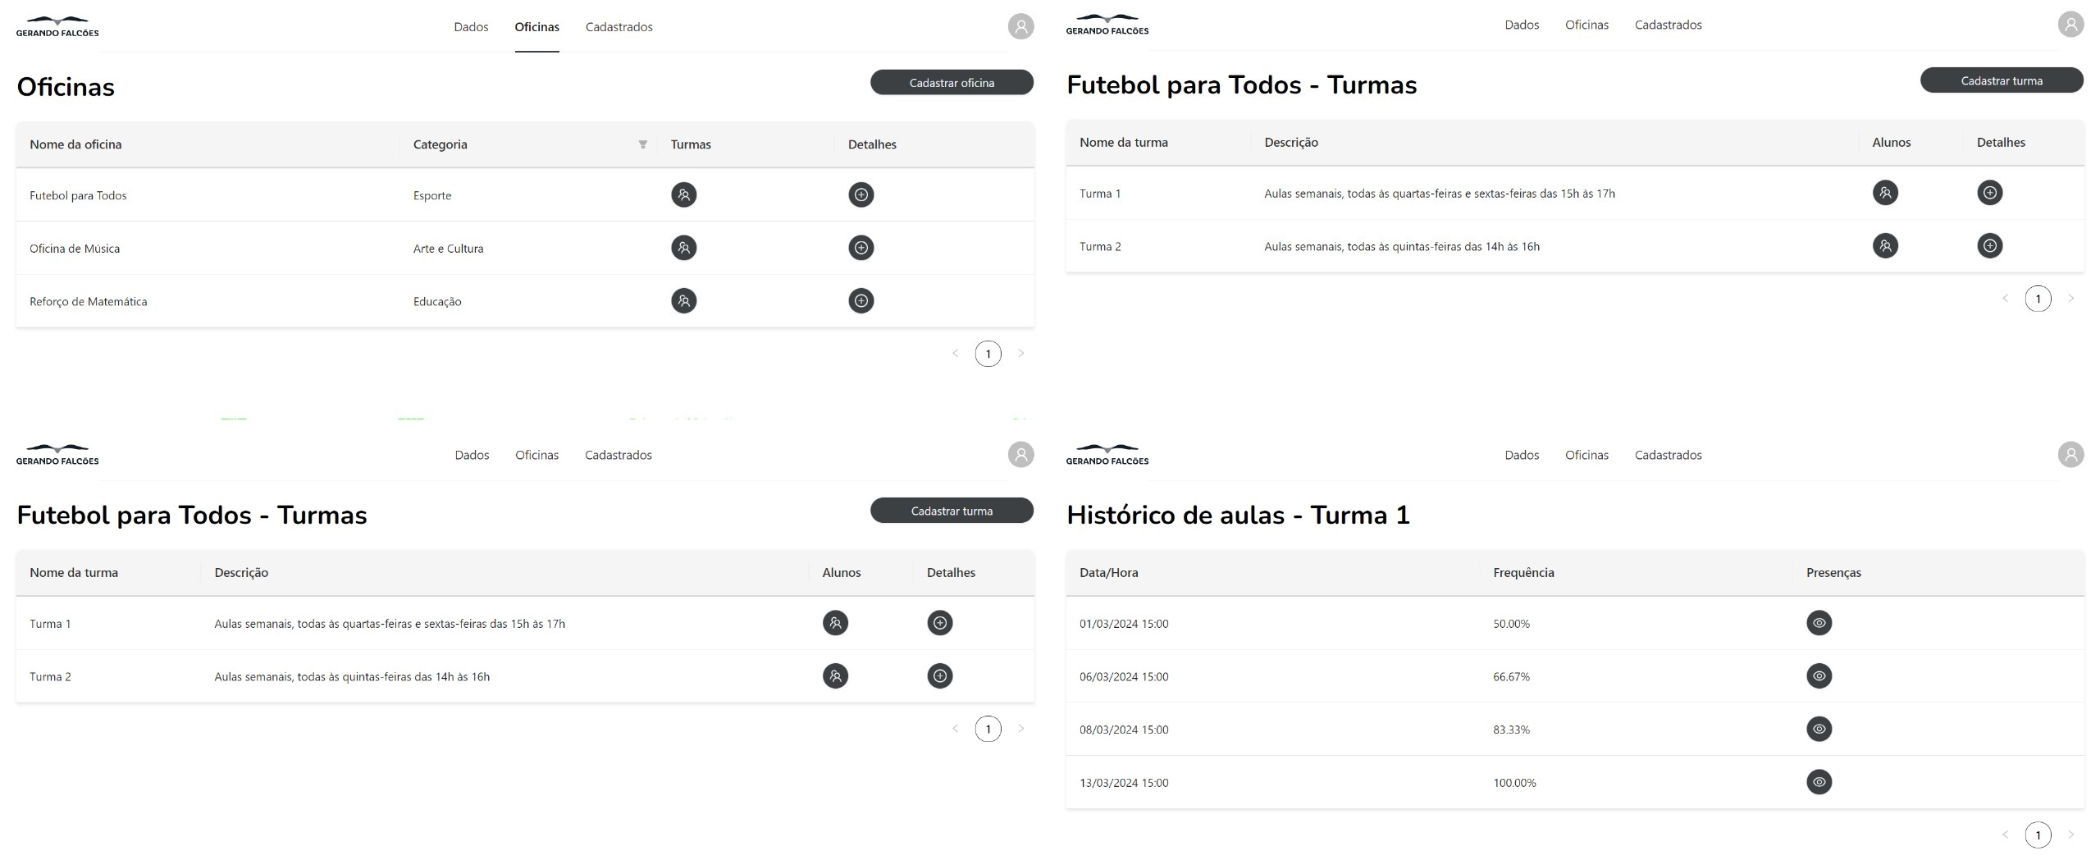 GERANDO FALCÕES
Dados Oficinas Cadastrados
Oficinas
Cadastrar oficina
Nome da oficina Categoria Turmas Detalhes
Futebol para Todos Esporte
Oficina de Música Arte e Cultura
Reforço de Matemática Educação
1
GERANDO FALCÕES
Dados Oficinas Cadastrados
Futebol para Todos - Turmas
Cadastrar turma
Nome da turma Descrição Alunos Detalhes
Turma 1 Aulas semanais, todas às quartas-feiras e sextas-feiras das 15h às 17h
Turma 2 Aulas semanais, todas às quintas-feiras das 14h às 16h
1
GERANDO FALCÕES
Dados Oficinas Cadastrados
Futebol para Todos - Turmas
Cadastrar turma
Nome da turma Descrição Alunos Detalhes
Turma 1 Aulas semanais, todas às quartas-feiras e sextas-feiras das 15h às 17h
Turma 2 Aulas semanais, todas às quintas-feiras das 14h às 16h
1
GERANDO FALCÕES
Dados Oficinas Cadastrados
Histórico de aulas - Turma 1
Data/Hora Frequência Presenças
01/03/2024 15:00 50.00%
06/03/2024 15:00 66.67%
08/03/2024 15:00 83.33%
13/03/2024 15:00 100.00%
1